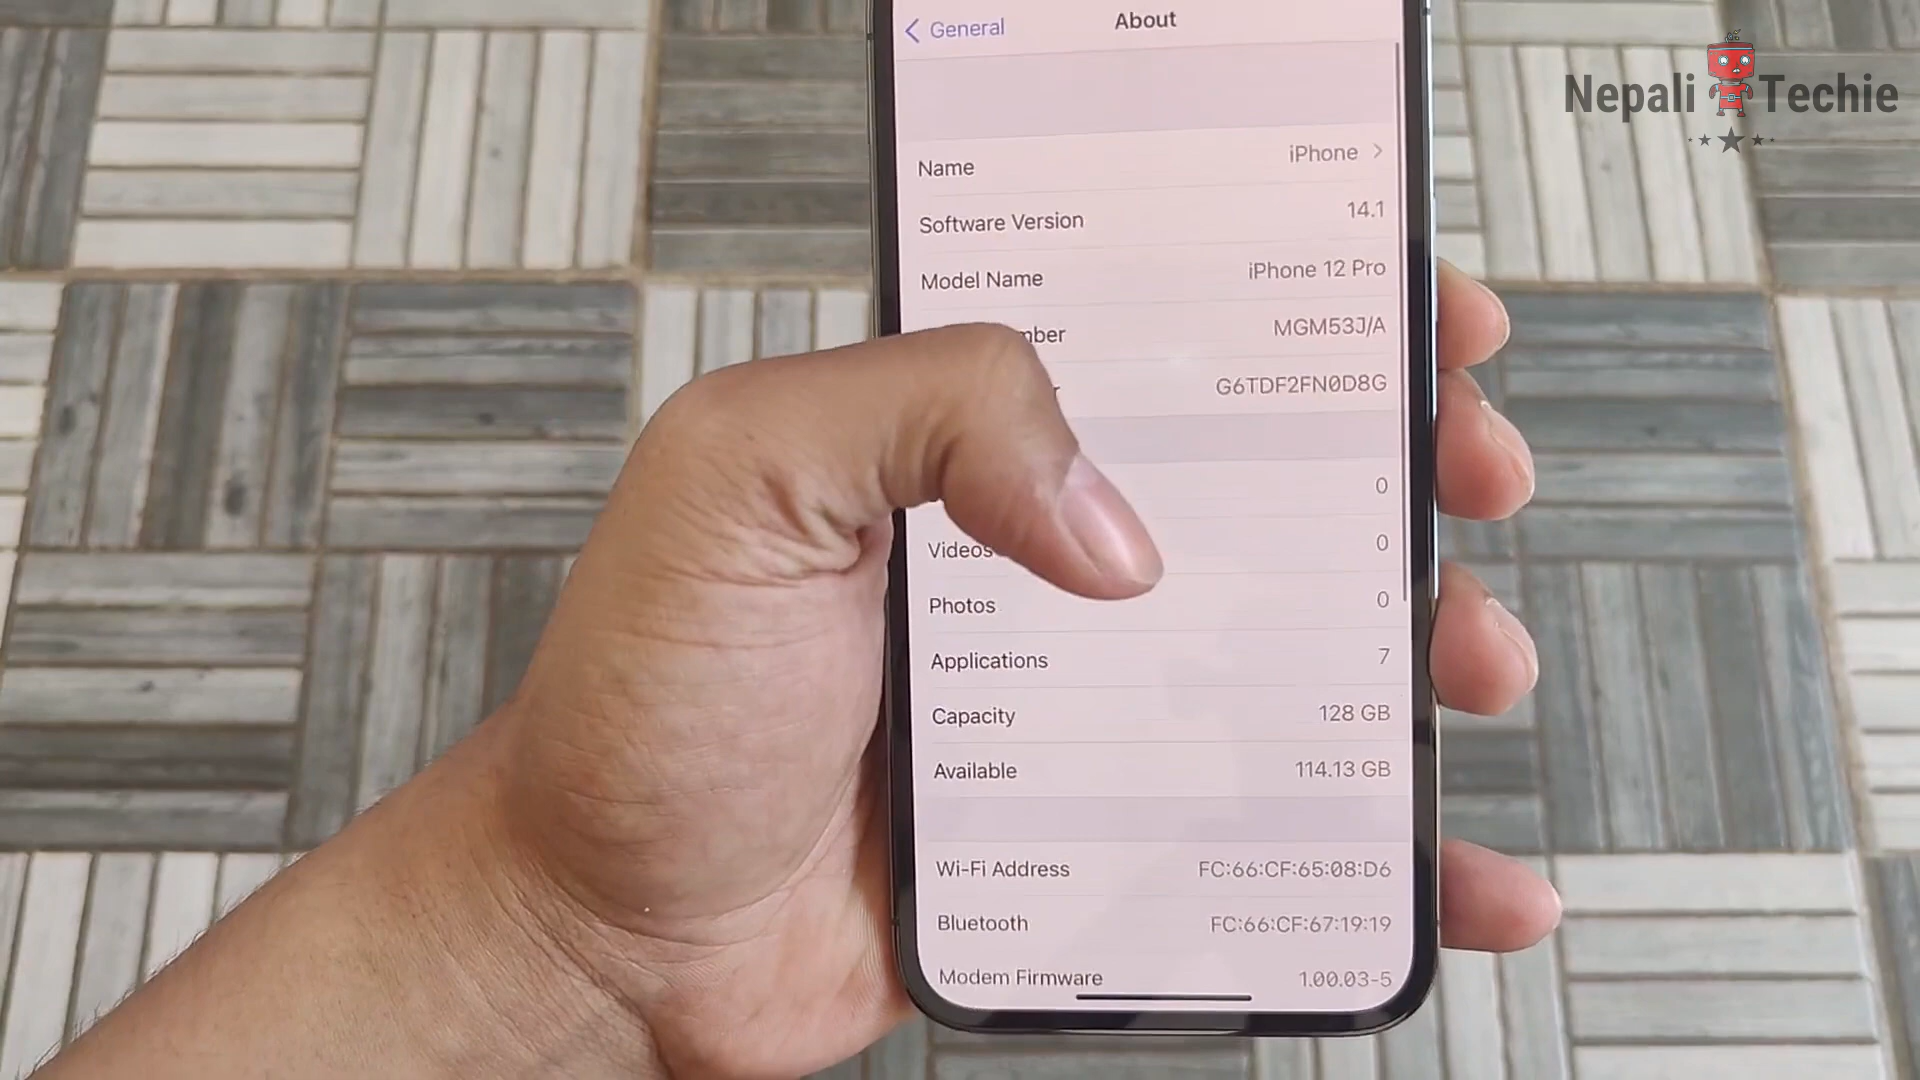 General
About
Nepali Techie
Name
iPhone
Software Version
14.1
Model Name
iPhone 12 Pro
MGM53J/A
G6TDF2FN0D8G
0
Videos
0
Photos
0
Applications
7
Capacity
128 GB
Available
114.13 GB
Wi-Fi Address
FC:66:CF:65:08:D6
Bluetooth
FC:66:CF:67:19:19
Modem Firmware
1.00.03-5